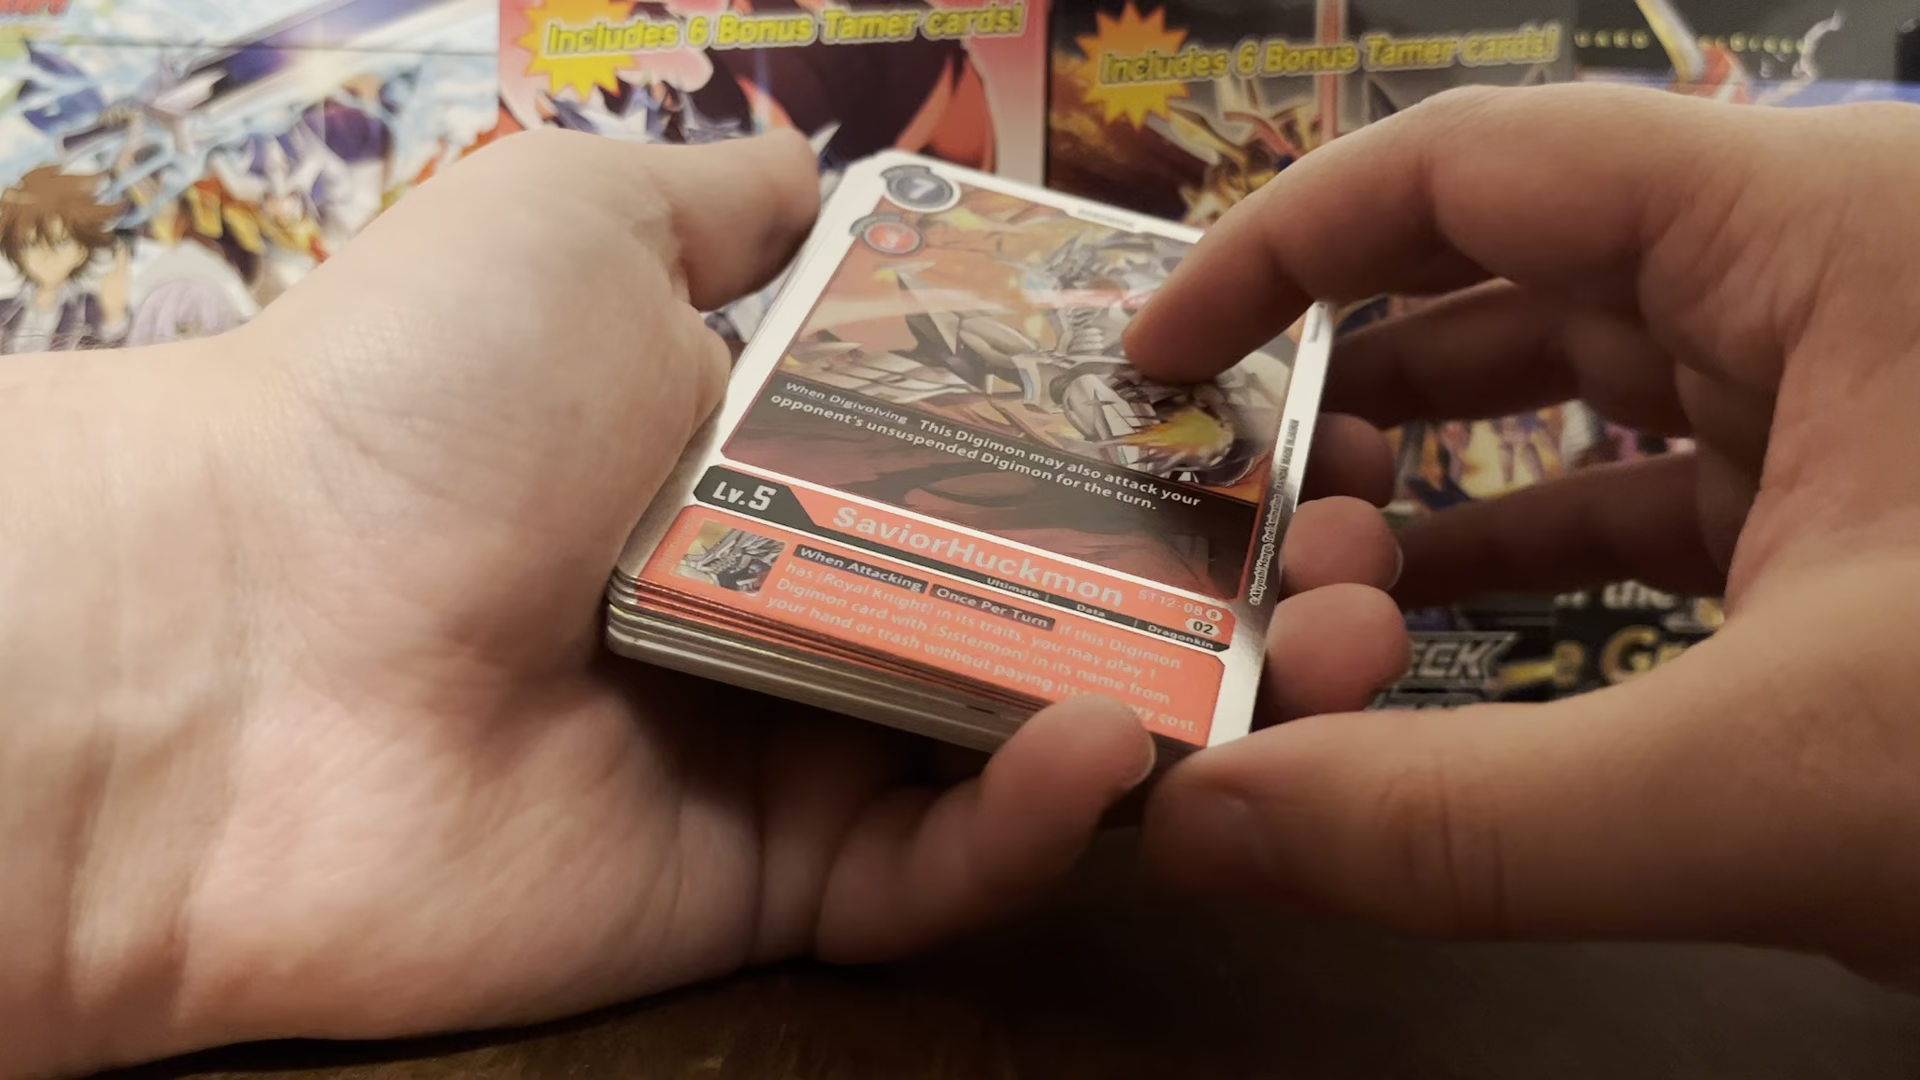 Includes 6 Bonus Tamer cards!
Includes 6 Bonus Tamer cards!
7
3
When Digivolving This Digimon may also attack your
opponent's unsuspended Digimon for the turn.
Lv.5
SaviorHuckmon
ST12-08 R
02
Ultimate | Data | Dragonkin
When Attacking Once Per Turn If this Digimon
has [Royal Knight] in its traits, you may play 1
Digimon card with [Sistermon] in its name from
your hand or trash without paying its ry cost.